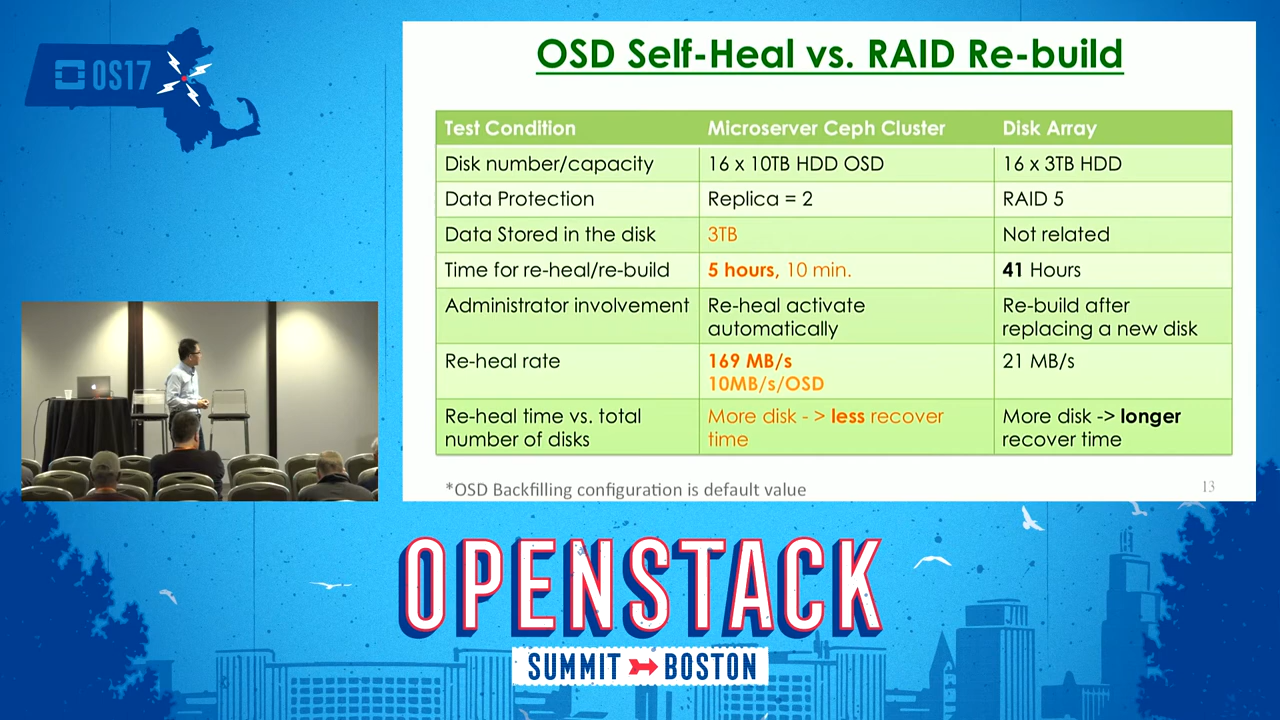 OS17
OSD Self-Heal vs. RAID Re-build
Test Condition Microserver Ceph Cluster Disk Array
Disk number/capacity 16 x 10TB HDD OSD 16 x 3TB HDD
Data Protection Replica = 2 RAID 5
Data Stored in the disk 3TB Not related
Time for re-heal/re-build 5 hours, 10 min. 41 Hours
Administrator involvement Re-heal activate Re-build after
automatically replacing a new disk
Re-heal rate 169 MB/s 21 MB/s
10MB/s/OSD
Re-heal time vs. total More disk - > less recover More disk -> longer
number of disks time recover time
*OSD Backfilling configuration is default value
13
OPENSTACK
SUMMIT BOSTON